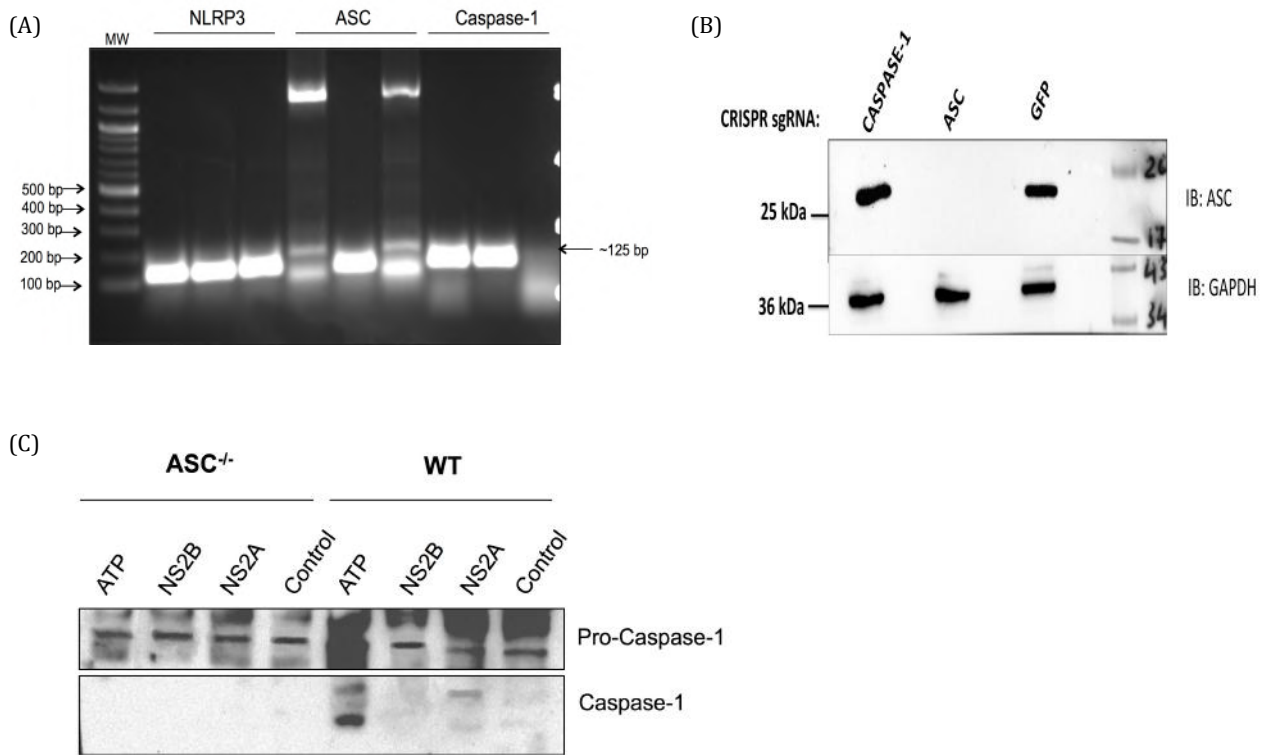 (A)
NLRP3 ASC Caspase-1
MW
500 bp
400 bp
300 bp
200 bp
100 bp
~125 bp
(B)
CRISPR sgRNA:
CASPASE-1
ASC
GFP
25 kDa
26
17
IB: ASC
36 kDa
43
34
IB: GAPDH
(C)
ASC-/- WT
ATP NS2B NS2A Control ATP NS2B NS2A Control
Pro-Caspase-1
Caspase-1